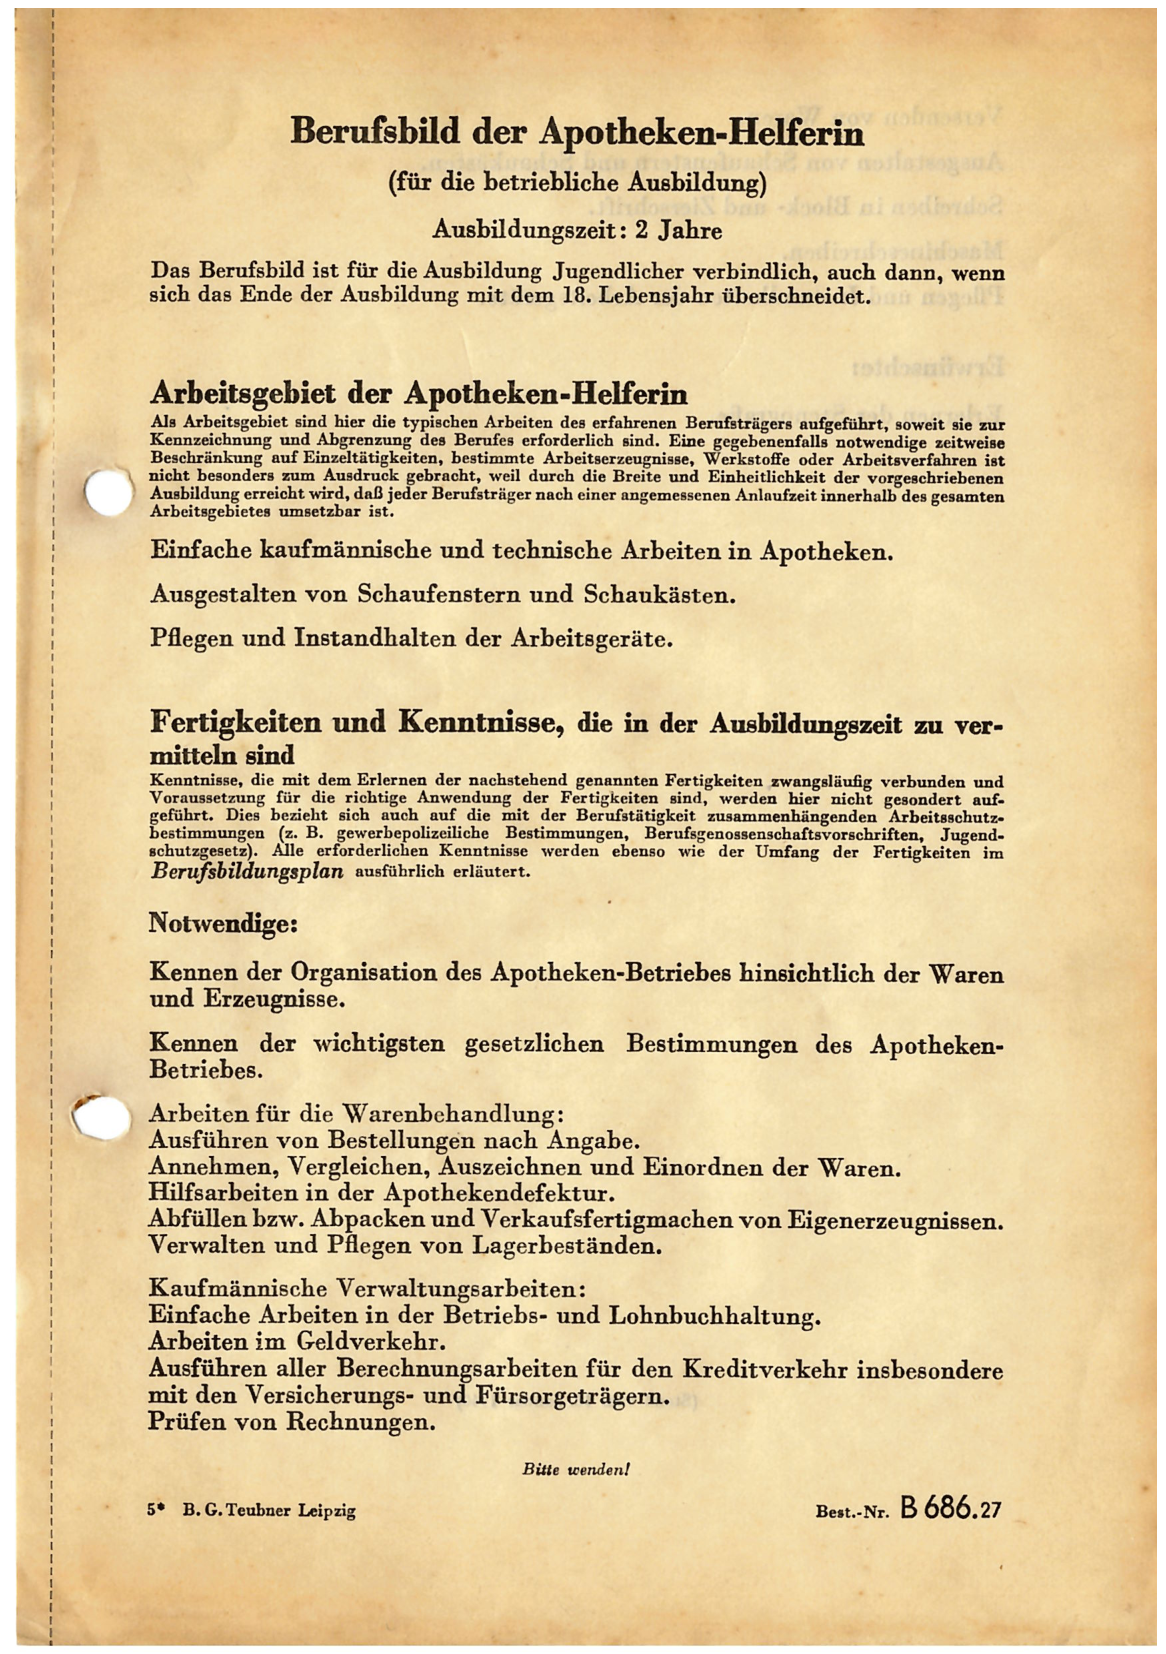 Berufsbild der Apotheken-Helferin
(für die betriebliche Ausbildung)
Ausbildungszeit: 2 Jahre
Das Berufsbild ist für die Ausbildung Jugendlicher verbindlich, auch dann, wenn
sich das Ende der Ausbildung mit dem 18. Lebensjahr überschneidet.
Arbeitsgebiet der Apotheken-Helferin
Als Arbeitsgebiet sind hier die typischen Arbeiten des erfahrenen Berufsträgers aufgeführt, soweit sie zur
Kennzeichnung und Abgrenzung des Berufes erforderlich sind. Eine gegebenenfalls notwendige zeitweise
Beschränkung auf Einzeltätigkeiten, bestimmte Arbeitserzeugnisse, Werkstoffe oder Arbeitsverfahren ist
nicht besonders zum Ausdruck gebracht, weil durch die Breite und Einheitlichkeit der vorgeschriebenen
Ausbildung erreicht wird, daß jeder Berufsträger nach einer angemessenen Anlaufzeit innerhalb des gesamten
Arbeitsgebietes umsetzbar ist.
Einfache kaufmännische und technische Arbeiten in Apotheken.
Ausgestalten von Schaufenstern und Schaukästen.
Pflegen und Instandhalten der Arbeitsgeräte.
Fertigkeiten und Kenntnisse, die in der Ausbildungszeit zu ver-
mitteln sind
Kenntnisse, die mit dem Erlernen der nachstehend genannten Fertigkeiten zwangsläufig verbunden und
Voraussetzung für die richtige Anwendung der Fertigkeiten sind, werden hier nicht gesondert auf-
geführt. Dies bezieht sich auch auf die mit der Berufstätigkeit zusammenhängenden Arbeitsschutz-
bestimmungen (z. B. gewerbepolizeiliche Bestimmungen, Berufsgenossenschaftsvorschriften, Jugend-
schutzgesetz). Alle erforderlichen Kenntnisse werden ebenso wie der Umfang der Fertigkeiten im
Berufsbildungsplan ausführlich erläutert.
Notwendige:
Kennen der Organisation des Apotheken-Betriebes hinsichtlich der Waren
und Erzeugnisse.
Kennen der wichtigsten gesetzlichen Bestimmungen des Apotheken-
Betriebes.
Arbeiten für die Warenbehandlung:
Ausführen von Bestellungen nach Angabe.
Annehmen, Vergleichen, Auszeichnen und Einordnen der Waren.
Hilfsarbeiten in der Apothekendefektur.
Abfüllen bzw. Abpacken und Verkaufsfertigmachen von Eigenerzeugnissen.
Verwalten und Pflegen von Lagerbeständen.
Kaufmännische Verwaltungsarbeiten:
Einfache Arbeiten in der Betriebs- und Lohnbuchhaltung.
Arbeiten im Geldverkehr.
Ausführen aller Berechnungsarbeiten für den Kreditverkehr insbesondere
mit den Versicherungs- und Fürsorgeträgern.
Prüfen von Rechnungen.
Bitte wenden!
5* B. G. Teubner Leipzig
Best.-Nr. B 686.27